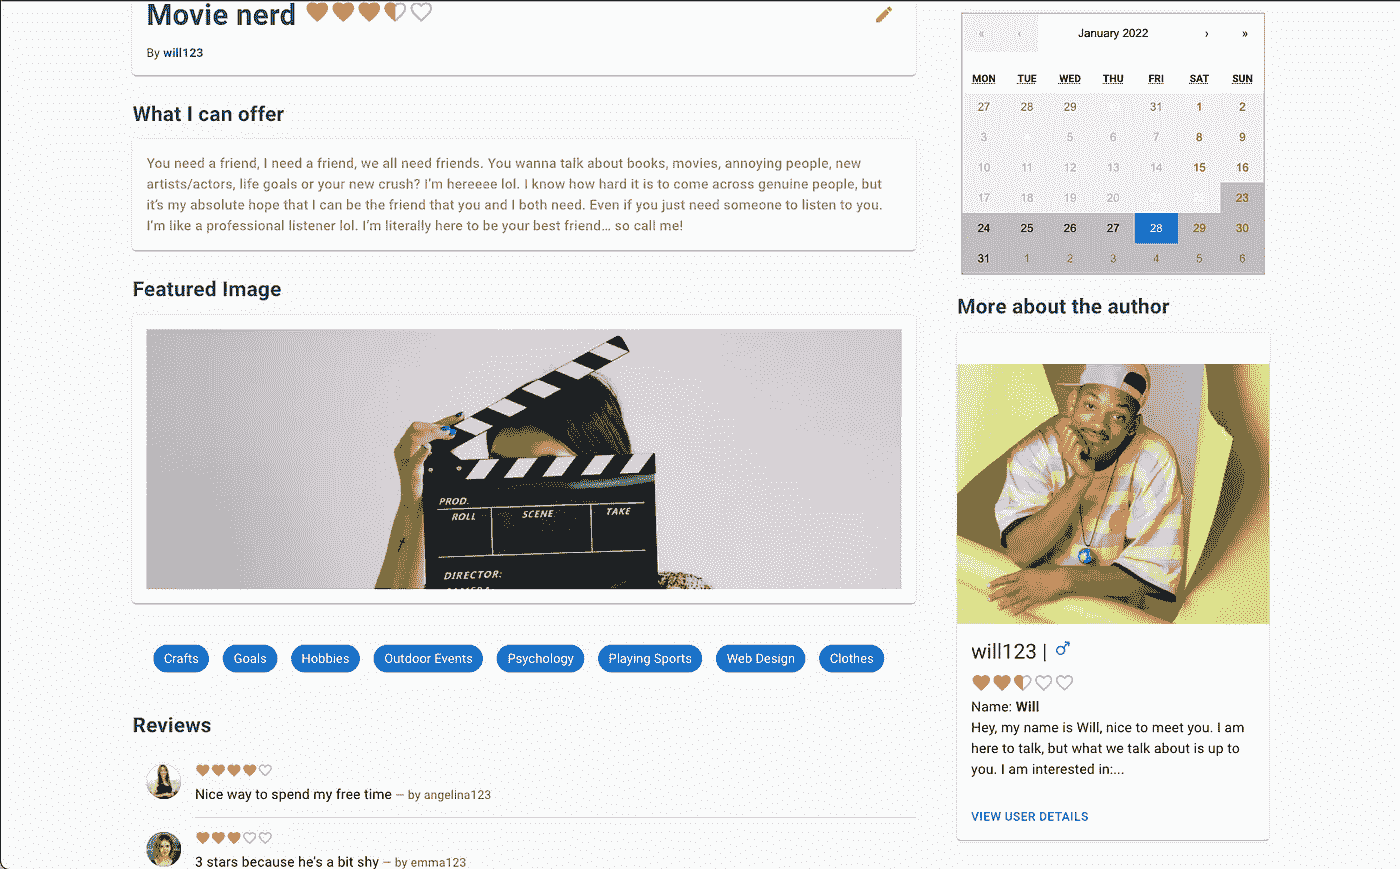 Movie nerd
By will123
What I can offer
You need a friend, I need a friend, we all need friends. You wanna talk about books, movies, annoying people, new
artists/actors, life goals or your new crush? I'm hereeee lol. I know how hard it is to come across genuine people, but
it's my absolute hope that I can be the friend that you and I both need. Even if you just need someone to listen to you.
I'm like a professional listener lol. I'm literally here to be your best friend... so call me!
Featured Image
PROD.
ROLL SCENE TAKE
DIRECTOR:
Crafts Goals Hobbies Outdoor Events Psychology Playing Sports Web Design Clothes
Reviews
Nice way to spend my free time — by angelina123
3 stars because he's a bit shy — by emma123
« ‹ January 2022 › »
MON TUE WED THU FRI SAT SUN
27 28 29 31 1 2
3 5 6 7 8 9
10 11 12 13 14 15 16
17 18 19 20 23
24 25 26 27 28 29 30
31 1 2 3 4 5 6
More about the author
will123 | ♂
Name: Will
Hey, my name is Will, nice to meet you. I am
here to talk, but what we talk about is up to
you. I am interested in:...
VIEW USER DETAILS